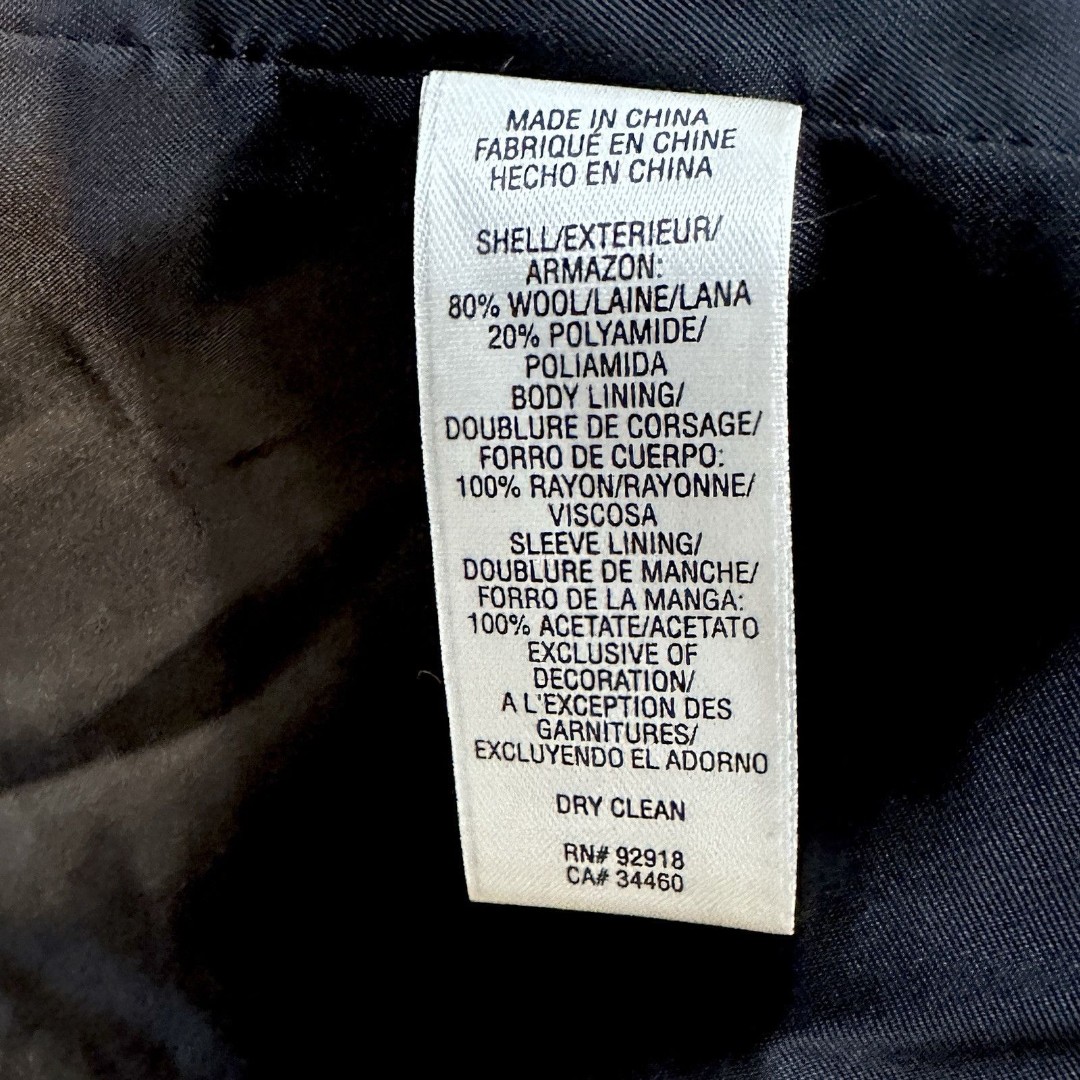 MADE IN CHINA
FABRIQUÉ EN CHINE
HECHO EN CHINA
SHELL/EXTERIEUR/
ARMAZON:
80% WOOL/LAINE/LANA
20% POLYAMIDE/
POLIAMIDA
BODY LINING/
DOUBLURE DE CORSAGE/
FORRO DE CUERPO:
100% RAYON/RAYONNE/
VISCOSA
SLEEVE LINING/
DOUBLURE DE MANCHE/
FORRO DE LA MANGA:
100% ACETATE/ACETATO
EXCLUSIVE OF
DECORATION/
A L'EXCEPTION DES
GARNITURES/
EXCLUYENDO EL ADORNO
DRY CLEAN
RN# 92918
CA# 34460